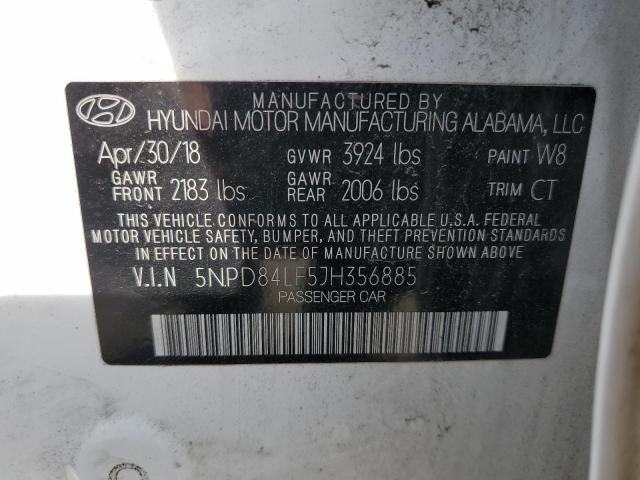 MANUFACTURED BY
HYUNDAI MOTOR MANUFACTURING ALABAMA, LLC
Apr/30/18 GVWR 3924 lbs PAINT W8
GAWR FRONT 2183 lbs GAWR REAR 2006 lbs TRIM CT
THIS VEHICLE CONFORMS TO ALL APPLICABLE U.S.A. FEDERAL
MOTOR VEHICLE SAFETY, BUMPER, AND THEFT PREVENTION STANDARDS
IN EFFECT ON THE DATE OF MANUFACTURE SHOWN ABOVE.
V.I.N 5NPD84LF5JH356885
PASSENGER CAR